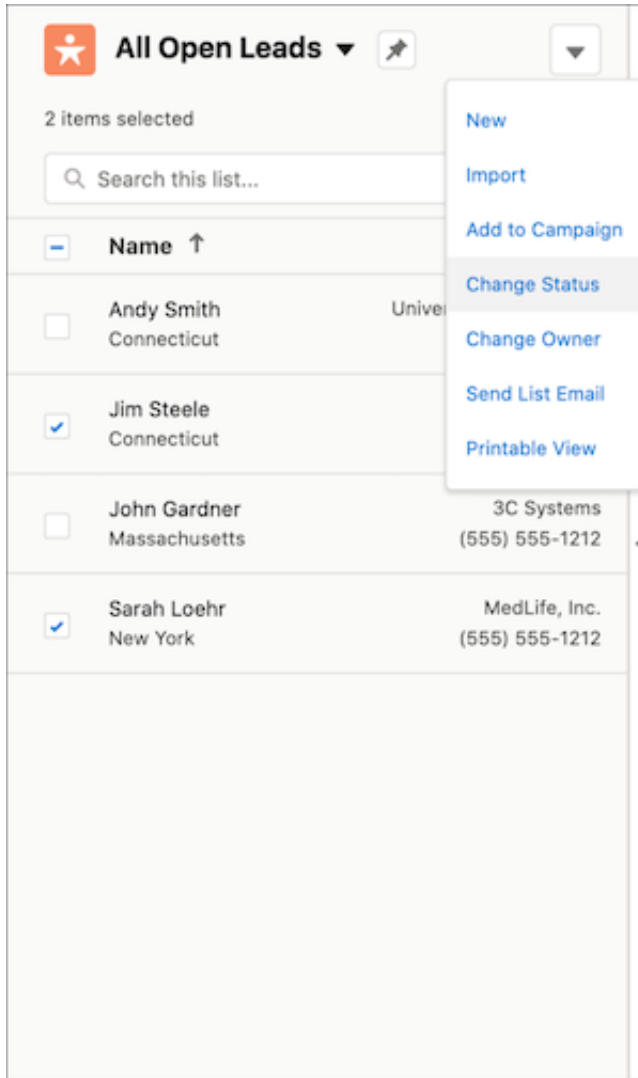 All Open Leads
2 items selected
Search this list...
Name
Andy Smith
Connecticut
Jim Steele
Connecticut
John Gardner
3C Systems
Massachusetts
(555) 555-1212
Sarah Loehr
MedLife, Inc.
New York
(555) 555-1212
New
Import
Add to Campaign
Change Status
Change Owner
Send List Email
Printable View